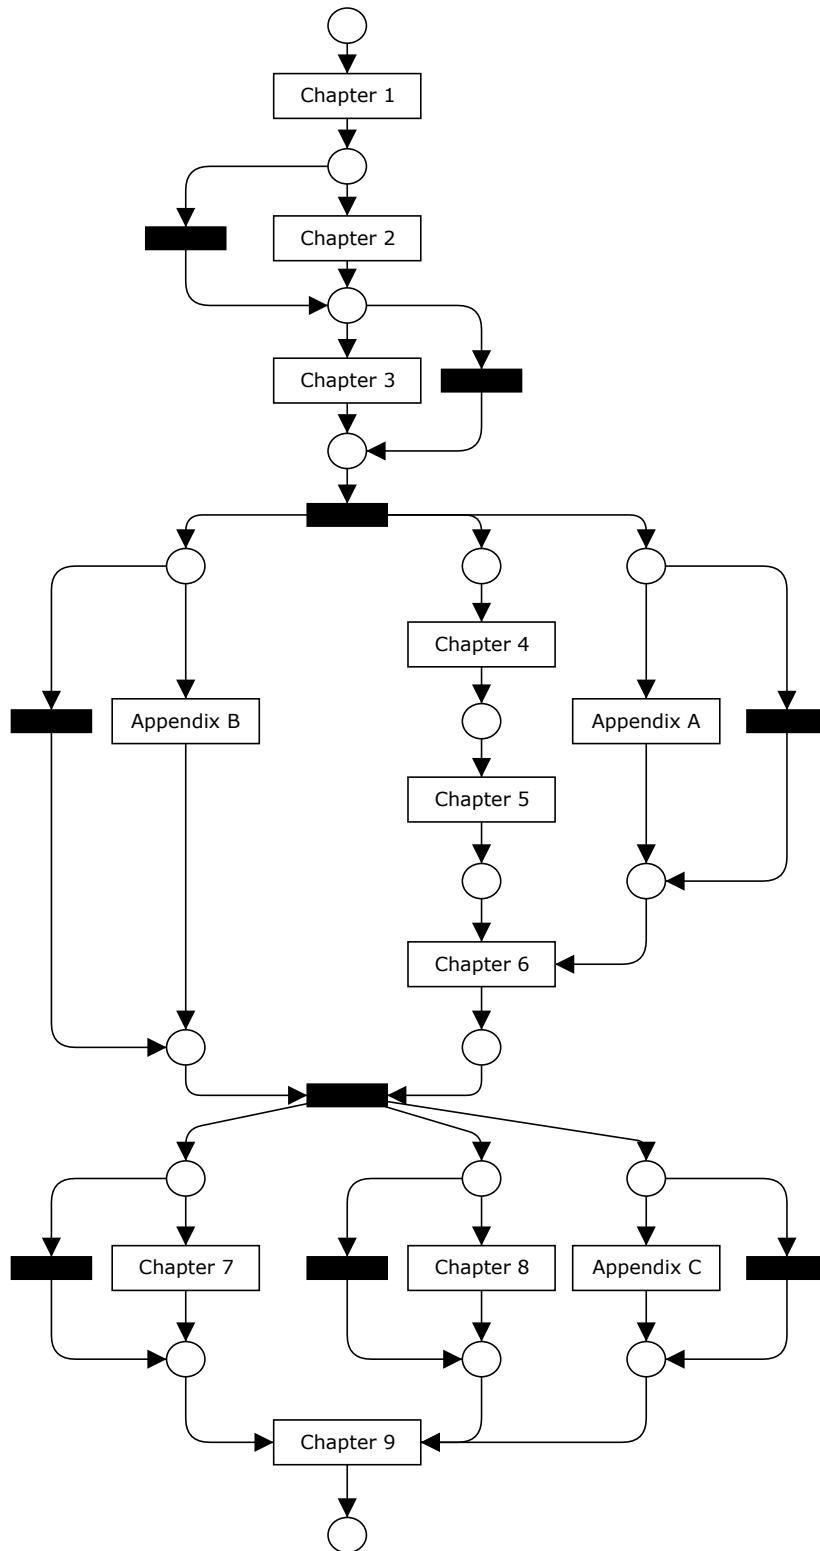 Chapter 1
Chapter 2
Chapter 3
Chapter 4
Appendix B
Appendix A
Chapter 5
Chapter 6
Chapter 7
Chapter 8
Appendix C
Chapter 9